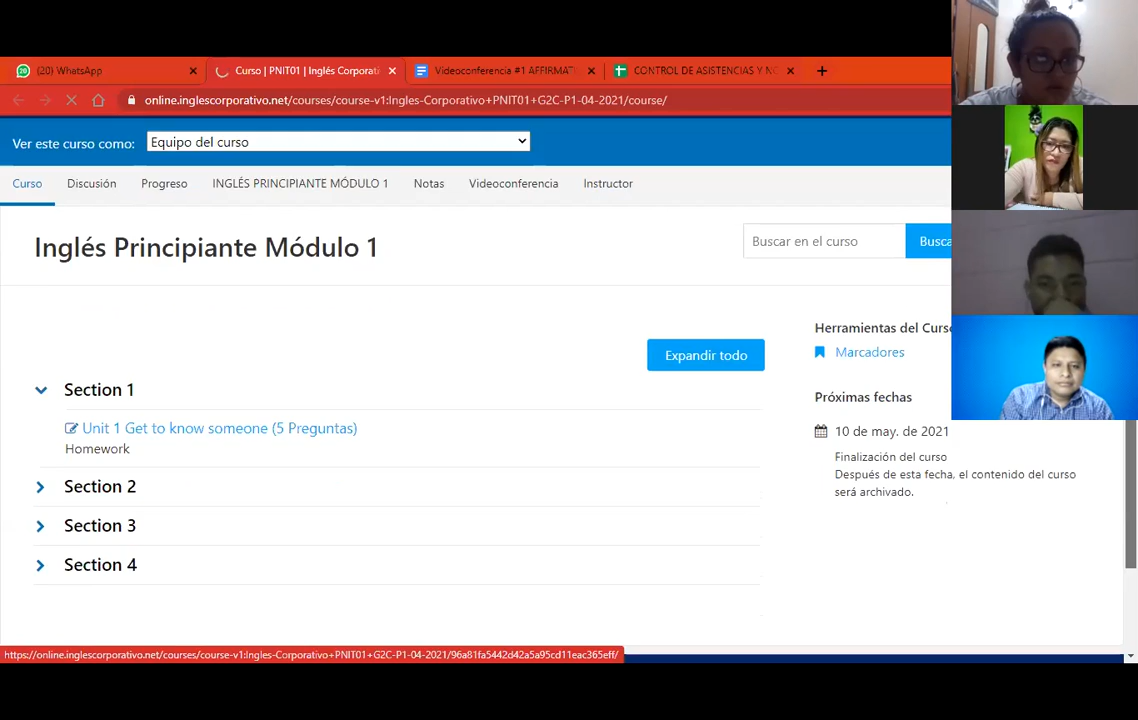 (20) WhatsApp
Curso | PNIT01 | Inglés Corporati
Videoconferencia #1 AFFIRMATI
CONTROL DE ASISTENCIAS Y NO
online.inglescorporativo.net/courses/course-v1:Ingles-Corporativo+PNIT01+G2C-P1-04-2021/course/
Ver este curso como: Equipo del curso
Curso Discusión Progreso INGLÉS PRINCIPIANTE MÓDULO 1 Notas Videoconferencia Instructor
Inglés Principiante Módulo 1
Buscar en el curso Busca
Herramientas del Curs
Marcadores
Expandir todo
Section 1
Unit 1 Get to know someone (5 Preguntas)
Homework
Section 2
Section 3
Section 4
Próximas fechas
10 de may. de 2021
Finalización del curso
Después de esta fecha, el contenido del curso
será archivado.
https://online.inglescorporativo.net/courses/course-v1:Ingles-Corporativo+PNIT01+G2C-P1-04-2021/96a81fa5442d42a5a95cd11eac365eff/